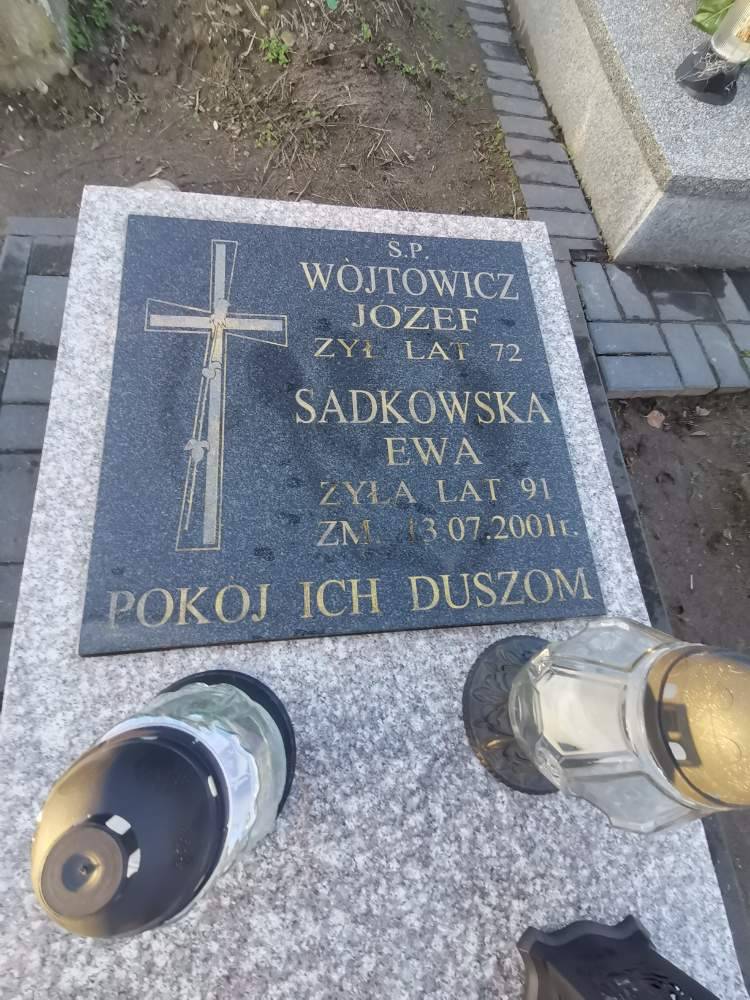 Ś.P.
WÓJTOWICZ
JÓZEF
ŻYŁ LAT 72
SADKOWSKA
EWA
ŻYŁA LAT 91
ZM. 13.07.2001r.
POKÓJ ICH DUSZOM